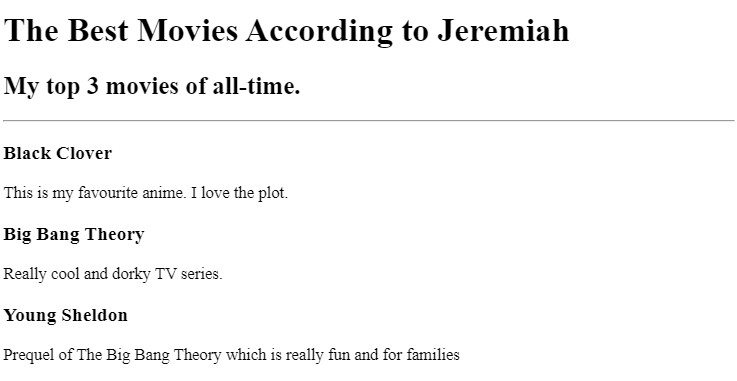 The Best Movies According to Jeremiah
My top 3 movies of all-time.
Black Clover
This is my favourite anime. I love the plot.
Big Bang Theory
Really cool and dorky TV series.
Young Sheldon
Prequel of The Big Bang Theory which is really fun and for families